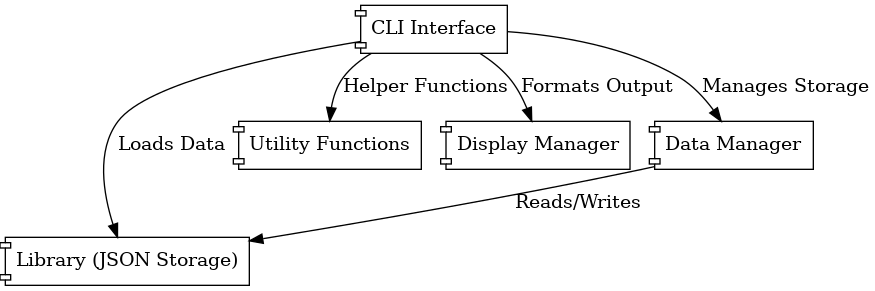 CLI Interface
Helper Functions
Formats Output
Manages Storage
Loads Data
Utility Functions
Display Manager
Data Manager
Reads/Writes
Library (JSON Storage)